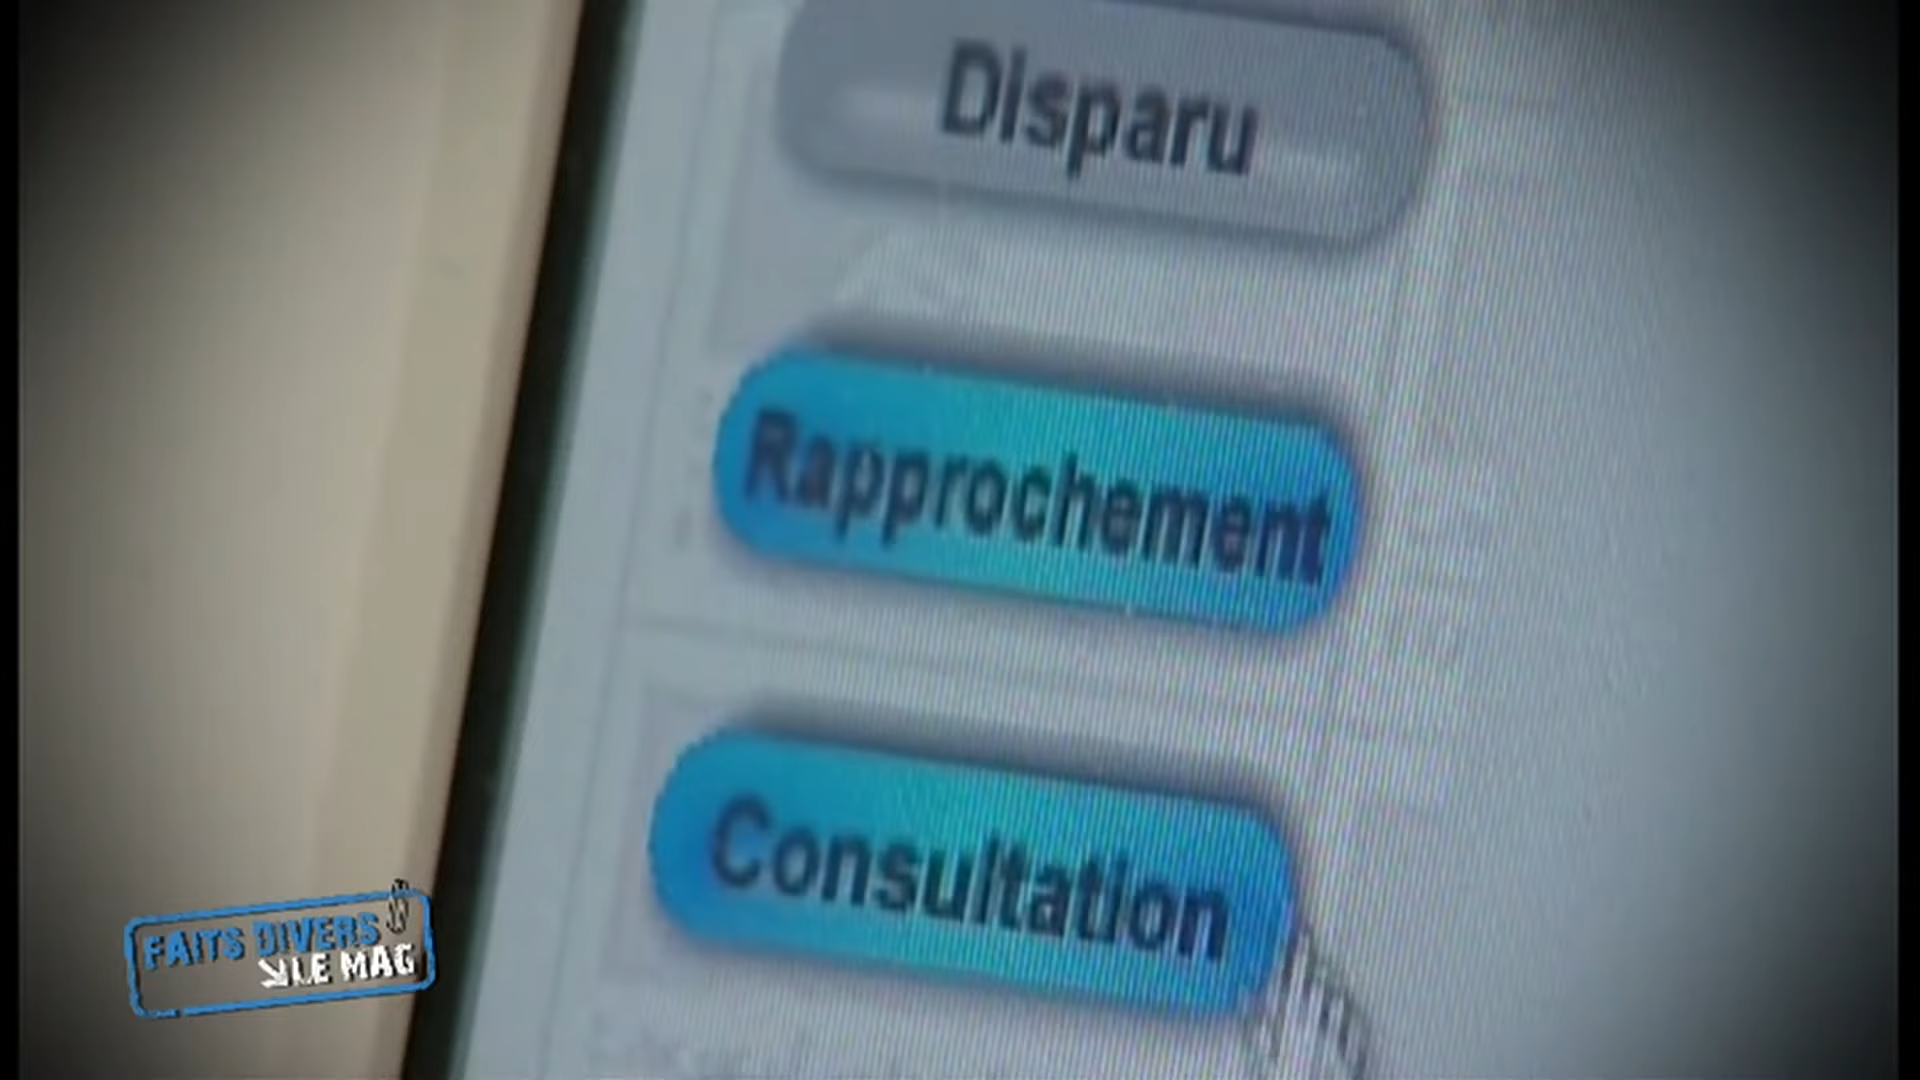 Disparu
Rapprochement
Consultation
FAITS DIVERS
LE MAG